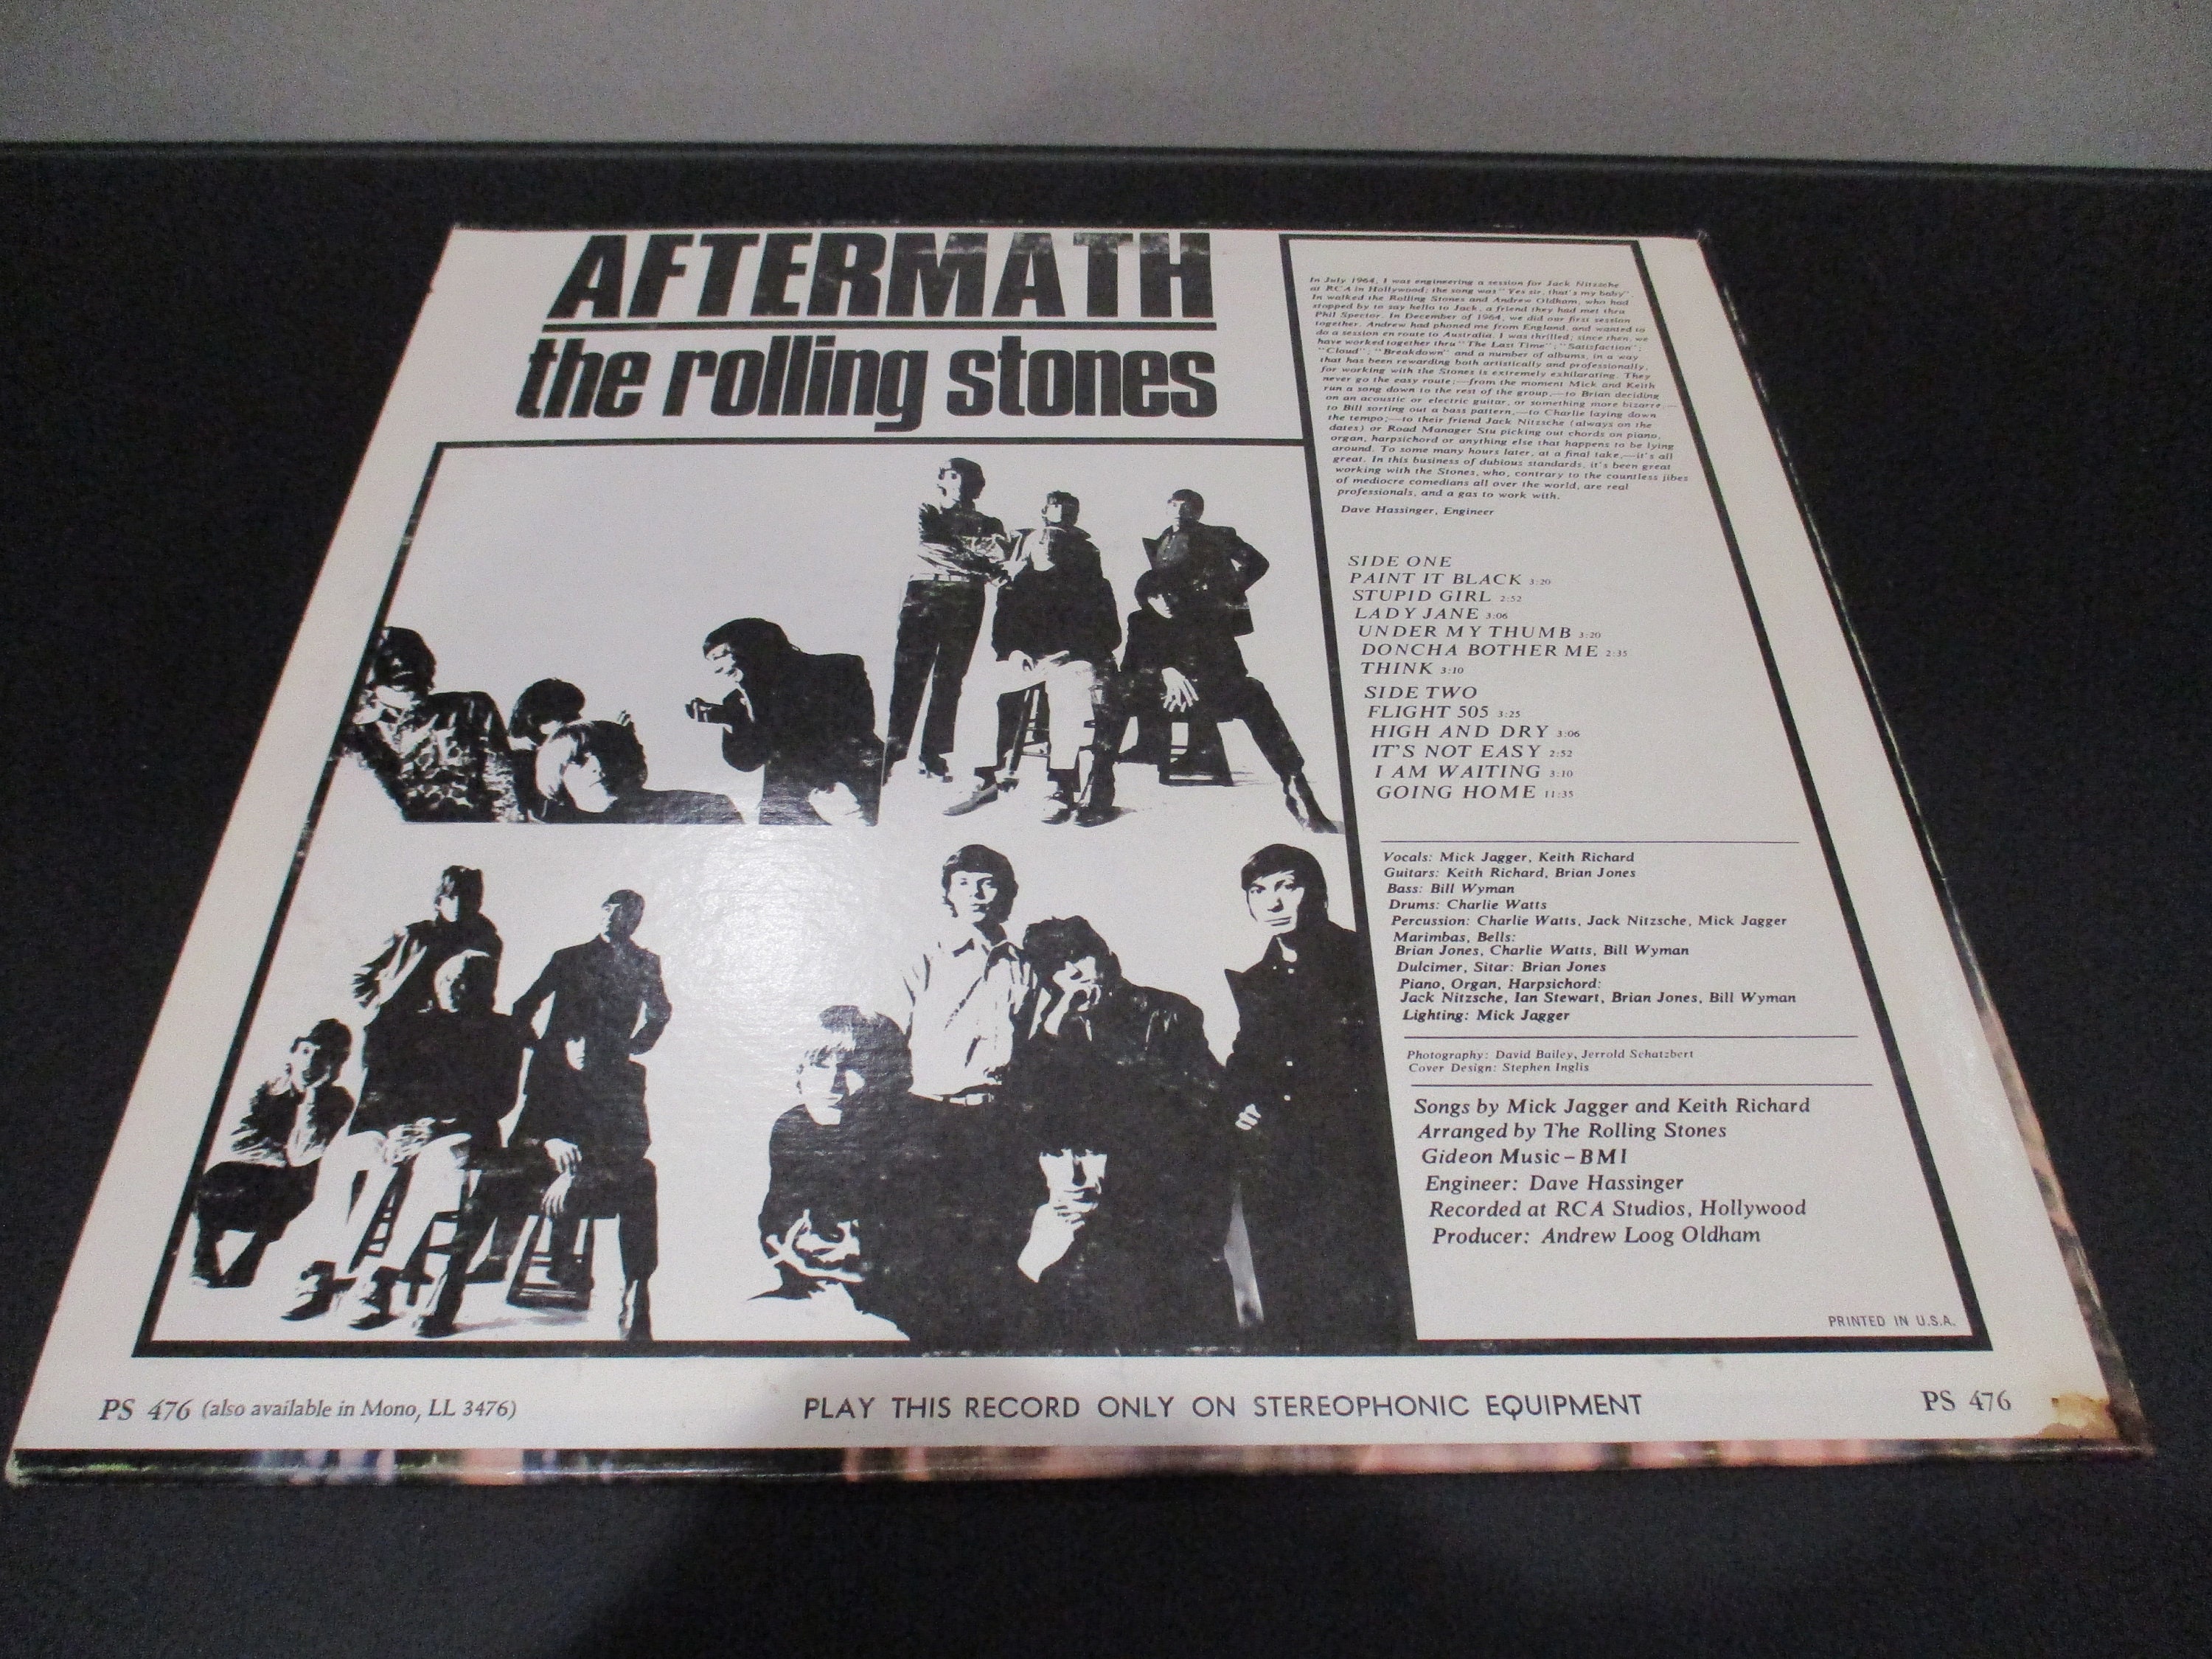 AFTERMATH
the rolling stones
In July 1964, I was engineering a session for Jack Nitzsche
at RCA in Hollywood; the song was "Yes sir, that's my baby".
In walked the Rolling Stones and Andrew Oldham, who had
stopped by to say hello to Jack, a friend they had met thru
Phil Spector. In December of 1964, we did our first session
together. Andrew had phoned me from England, and wanted to
do a session en route to Australia. I was thrilled; since then, we
have worked together thru "The Last Time"; "Satisfaction";
"Cloud"; "Breakdown" and a number of albums, in a way
that has been rewarding both artistically and professionally,
for working with the Stones is extremely exhilarating. They
never go the easy route;—from the moment Mick and Keith
run a song down to the rest of the group,—to Brian deciding
on an acoustic or electric guitar, or something more bizarre,—
to Bill sorting out a bass pattern,—to Charlie laying down
the tempo;—to their friend Jack Nitzsche (always on the
dates) or Road Manager Stu picking out chords on piano,
organ, harpsichord or anything else that happens to be lying
around. To some many hours later, at a final take,—it's all
great. In this business of dubious standards, it's been great
working with the Stones, who, contrary to the countless jibes
of mediocre comedians all over the world, are real
professionals, and a gas to work with.
Dave Hassinger, Engineer
SIDE ONE
PAINT IT BLACK 3:20
STUPID GIRL 2:52
LADY JANE 3:06
UNDER MY THUMB 3:20
DONCHA BOTHER ME 2:35
THINK 3:10
SIDE TWO
FLIGHT 505 3:25
HIGH AND DRY 3:06
IT'S NOT EASY 2:52
I AM WAITING 3:10
GOING HOME 11:35
Vocals: Mick Jagger, Keith Richard
Guitars: Keith Richard, Brian Jones
Bass: Bill Wyman
Drums: Charlie Watts
Percussion: Charlie Watts, Jack Nitzsche, Mick Jagger
Marimbas, Bells:
Brian Jones, Charlie Watts, Bill Wyman
Dulcimer, Sitar: Brian Jones
Piano, Organ, Harpsichord:
Jack Nitzsche, Ian Stewart, Brian Jones, Bill Wyman
Lighting: Mick Jagger
Photography: David Bailey, Jerrold Schatzbert
Cover Design: Stephen Inglis
Songs by Mick Jagger and Keith Richard
Arranged by The Rolling Stones
Gideon Music–BMI
Engineer: Dave Hassinger
Recorded at RCA Studios, Hollywood
Producer: Andrew Loog Oldham
PRINTED IN U.S.A.
PS 476 (also available in Mono, LL 3476)
PLAY THIS RECORD ONLY ON STEREOPHONIC EQUIPMENT
PS 476